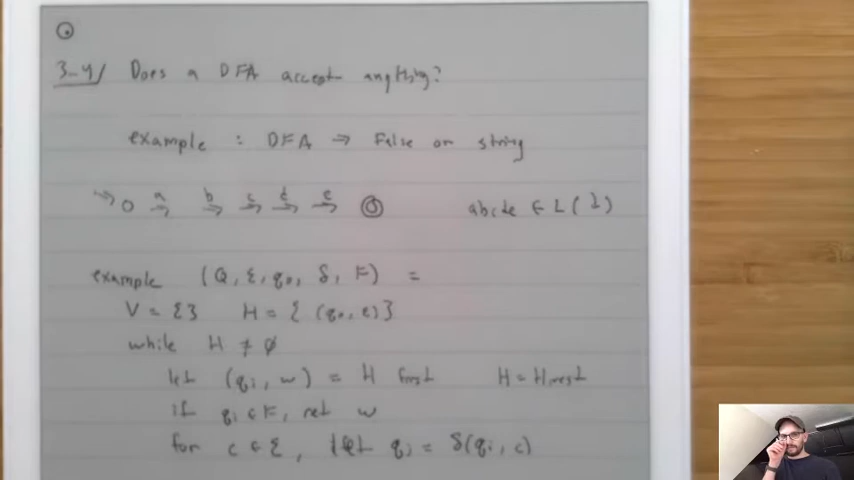 3-4/ Does a DFA accept anything?
example : DFA → False or string
→ O a→ b→ c→ d→ e→ ◎ abcde ∈ L(1)
example (Q, Σ, q₀, δ, F) =
V = {} H = { (q₀, ε)}
while H ≠ ∅
let (qi, w) = H first H = H.rest
if qi ∈ F, ret w
for c ∈ Σ, let qj = δ(qi, c)